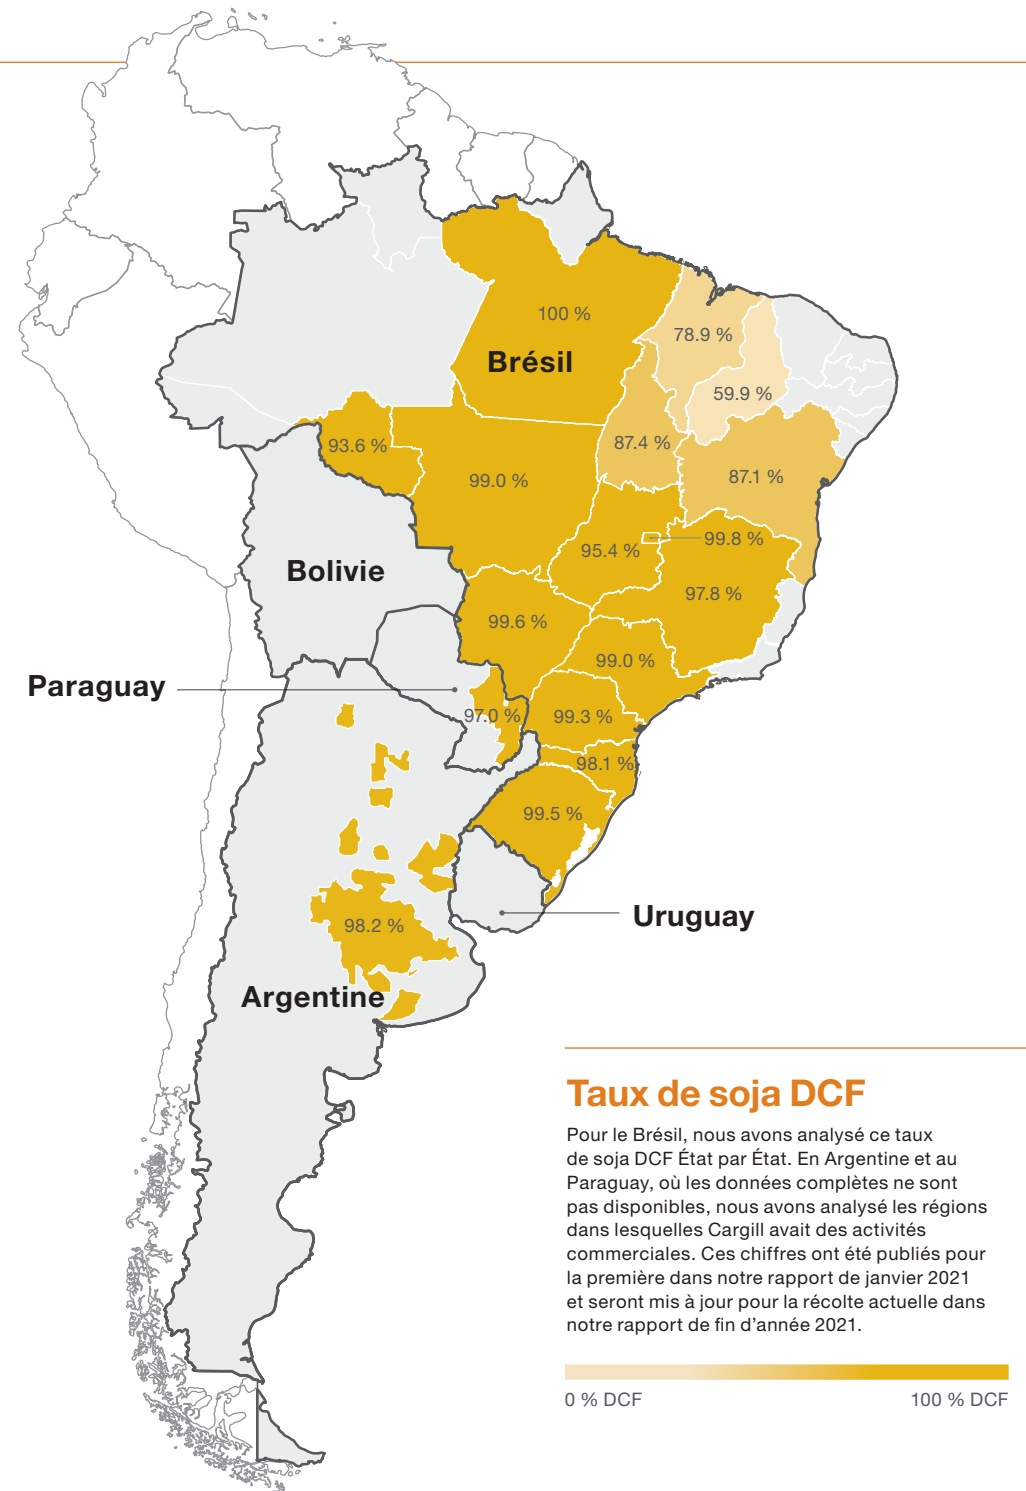 100 %
78.9 %
Brésil
59.9 %
93.6 %
87.4 %
99.0 %
87.1 %
99.8 %
95.4 %
Bolivie
97.8 %
99.6 %
99.0 %
Paraguay
97.0 %
99.3 %
98.1 %
99.5 %
Uruguay
98.2 %
Argentine
Taux de soja DCF
Pour le Brésil, nous avons analysé ce taux
de soja DCF État par État. En Argentine et au
Paraguay, où les données complètes ne sont
pas disponibles, nous avons analysé les régions
dans lesquelles Cargill avait des activités
commerciales. Ces chiffres ont été publiés pour
la première dans notre rapport de janvier 2021
et seront mis à jour pour la récolte actuelle dans
notre rapport de fin d'année 2021.
0 % DCF
100 % DCF